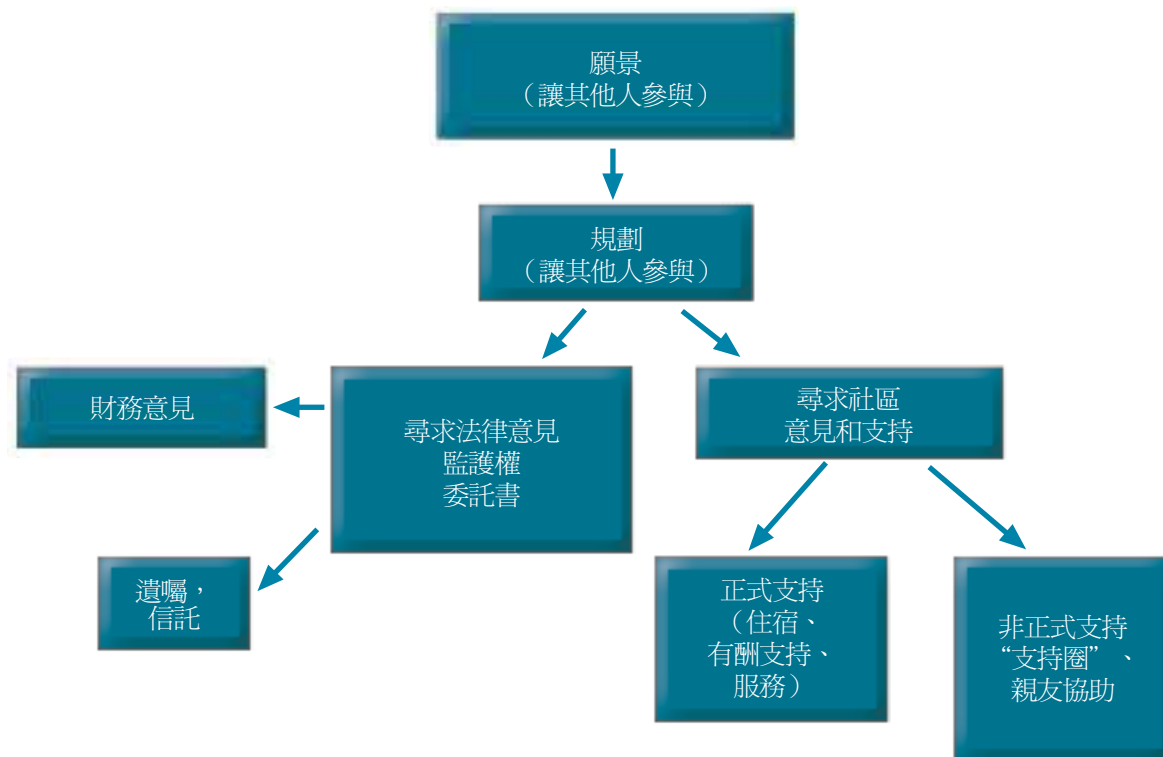 願景
（讓其他人參與）
規劃
（讓其他人參與）
財務意見
尋求法律意見
監護權
委託書
尋求社區
意見和支持
遺囑，
信託
正式支持
（住宿、
有酬支持、
服務）
非正式支持
“支持圈”、
親友協助